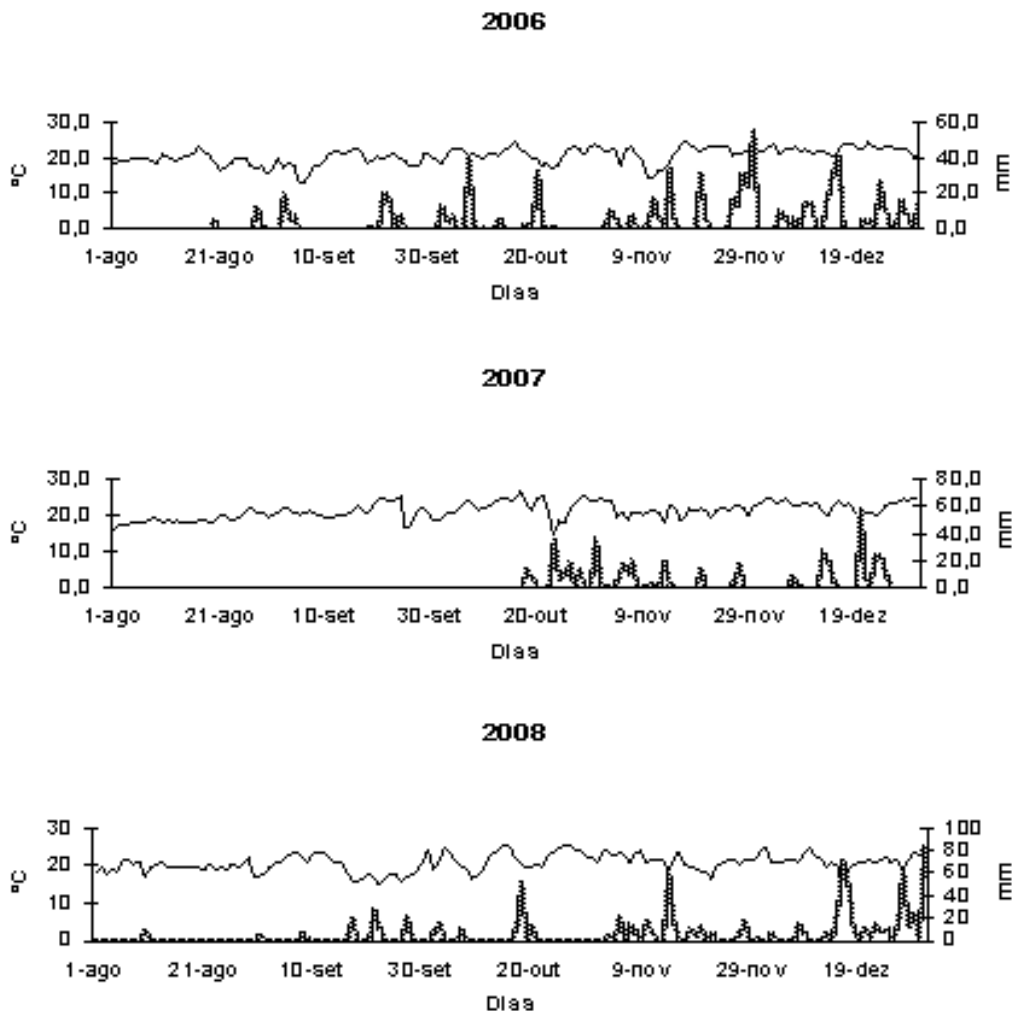 2006
30,0 60,0
20,0 40,0
10,0 20,0
0,0 0,0
ºC mm
1-ago 21-ago 10-set 30-set 20-out 9-nov 29-nov 19-dez
Dias
2007
30,0 80,0
60,0
20,0
40,0
10,0 20,0
0,0 0,0
ºC mm
1-ago 21-ago 10-set 30-set 20-out 9-nov 29-nov 19-dez
Dias
2008
30 100
80
20 60
40
10 20
0 0
ºC mm
1-ago 21-ago 10-set 30-set 20-out 9-nov 29-nov 19-dez
Dias